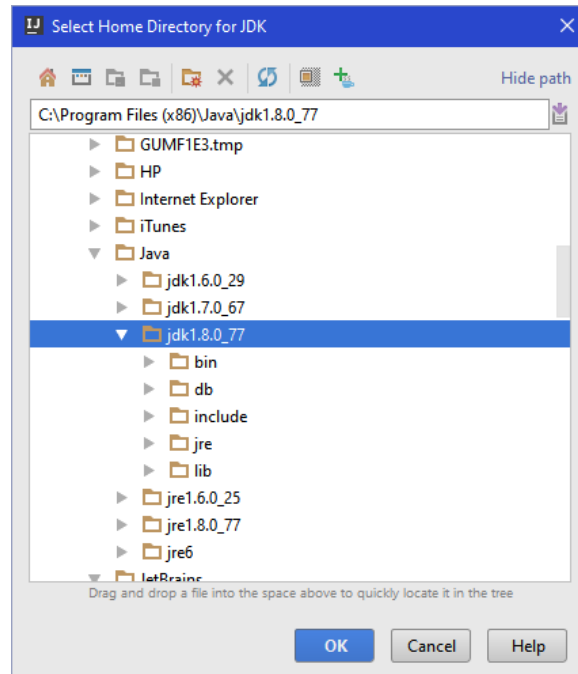 IJ Select Home Directory for JDK
Hide path
C:\Program Files (x86)\Java\jdk1.8.0_77
GUMF1E3.tmp
HP
Internet Explorer
iTunes
Java
jdk1.6.0_29
jdk1.7.0_67
jdk1.8.0_77
bin
db
include
jre
lib
jre1.6.0_25
jre1.8.0_77
jre6
JetBrains
Drag and drop a file into the space above to quickly locate it in the tree
OK Cancel Help